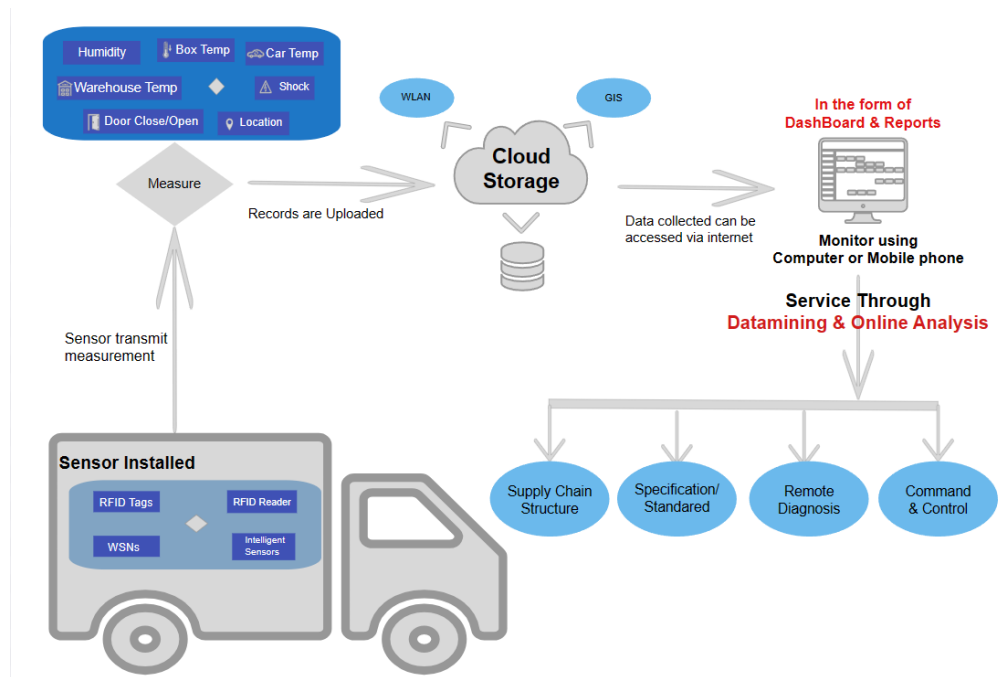 Humidity
Box Temp
Car Temp
Warehouse Temp
Shock
Door Close/Open
Location
Measure
Records are Uploaded
WLAN
GIS
Cloud
Storage
Data collected can be
accessed via internet
In the form of
DashBoard & Reports
Monitor using
Computer or Mobile phone
Service Through
Datamining & Online Analysis
Sensor transmit
measurement
Sensor Installed
RFID Tags
RFID Reader
WSNs
Intelligent
Sensors
Supply Chain
Structure
Specification/
Standared
Remote
Diagnosis
Command
& Control